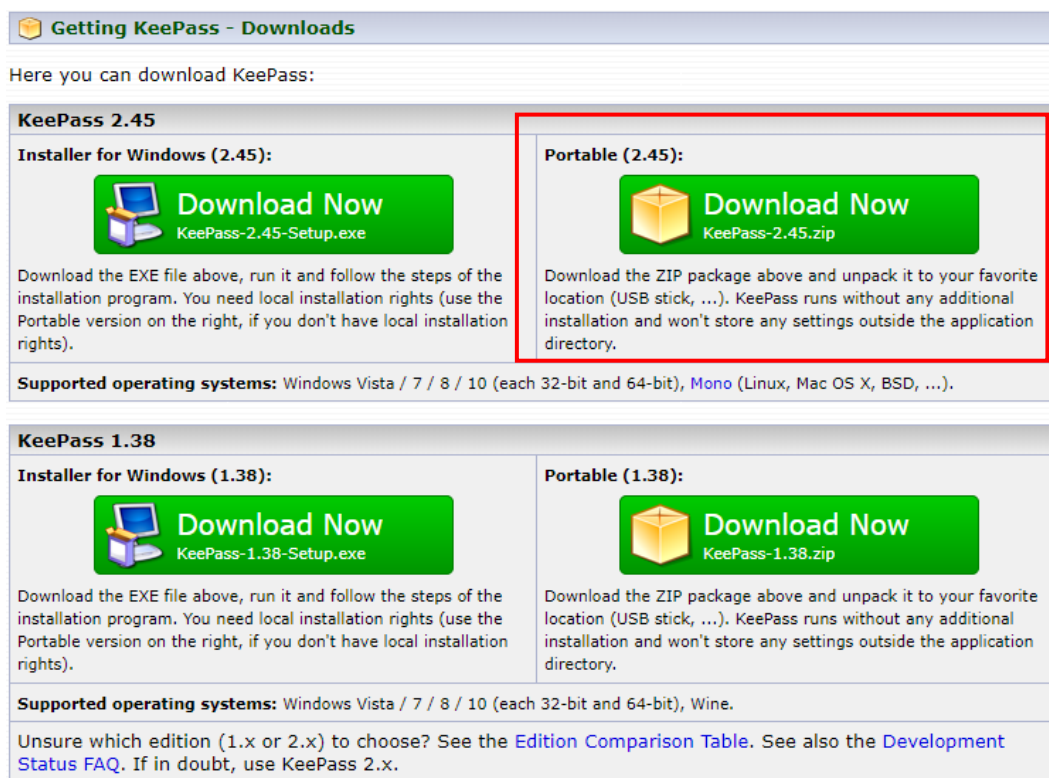 Getting KeePass - Downloads
Here you can download KeePass:
KeePass 2.45
Installer for Windows (2.45):
Download Now
KeePass-2.45-Setup.exe
Download the EXE file above, run it and follow the steps of the
installation program. You need local installation rights (use the
Portable version on the right, if you don't have local installation
rights).
Portable (2.45):
Download Now
KeePass-2.45.zip
Download the ZIP package above and unpack it to your favorite
location (USB stick, ...). KeePass runs without any additional
installation and won't store any settings outside the application
directory.
Supported operating systems: Windows Vista / 7 / 8 / 10 (each 32-bit and 64-bit), Mono (Linux, Mac OS X, BSD, ...).
KeePass 1.38
Installer for Windows (1.38):
Download Now
KeePass-1.38-Setup.exe
Download the EXE file above, run it and follow the steps of the
installation program. You need local installation rights (use the
Portable version on the right, if you don't have local installation
rights).
Portable (1.38):
Download Now
KeePass-1.38.zip
Download the ZIP package above and unpack it to your favorite
location (USB stick, ...). KeePass runs without any additional
installation and won't store any settings outside the application
directory.
Supported operating systems: Windows Vista / 7 / 8 / 10 (each 32-bit and 64-bit), Wine.
Unsure which edition (1.x or 2.x) to choose? See the Edition Comparison Table. See also the Development
Status FAQ. If in doubt, use KeePass 2.x.